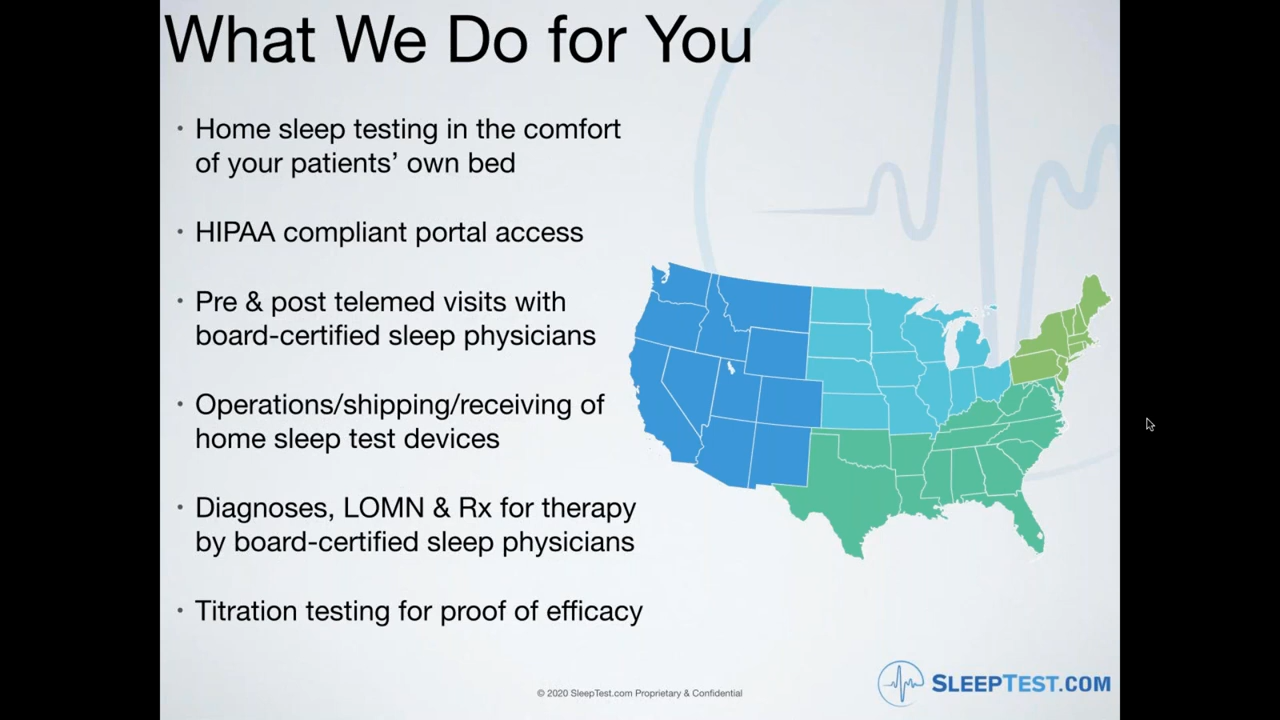 What We Do for You
• Home sleep testing in the comfort
of your patients’ own bed
• HIPAA compliant portal access
• Pre & post telemed visits with
board-certified sleep physicians
• Operations/shipping/receiving of
home sleep test devices
• Diagnoses, LOMN & Rx for therapy
by board-certified sleep physicians
• Titration testing for proof of efficacy
© 2020 SleepTest.com Proprietary & Confidential
SLEEPTEST.COM